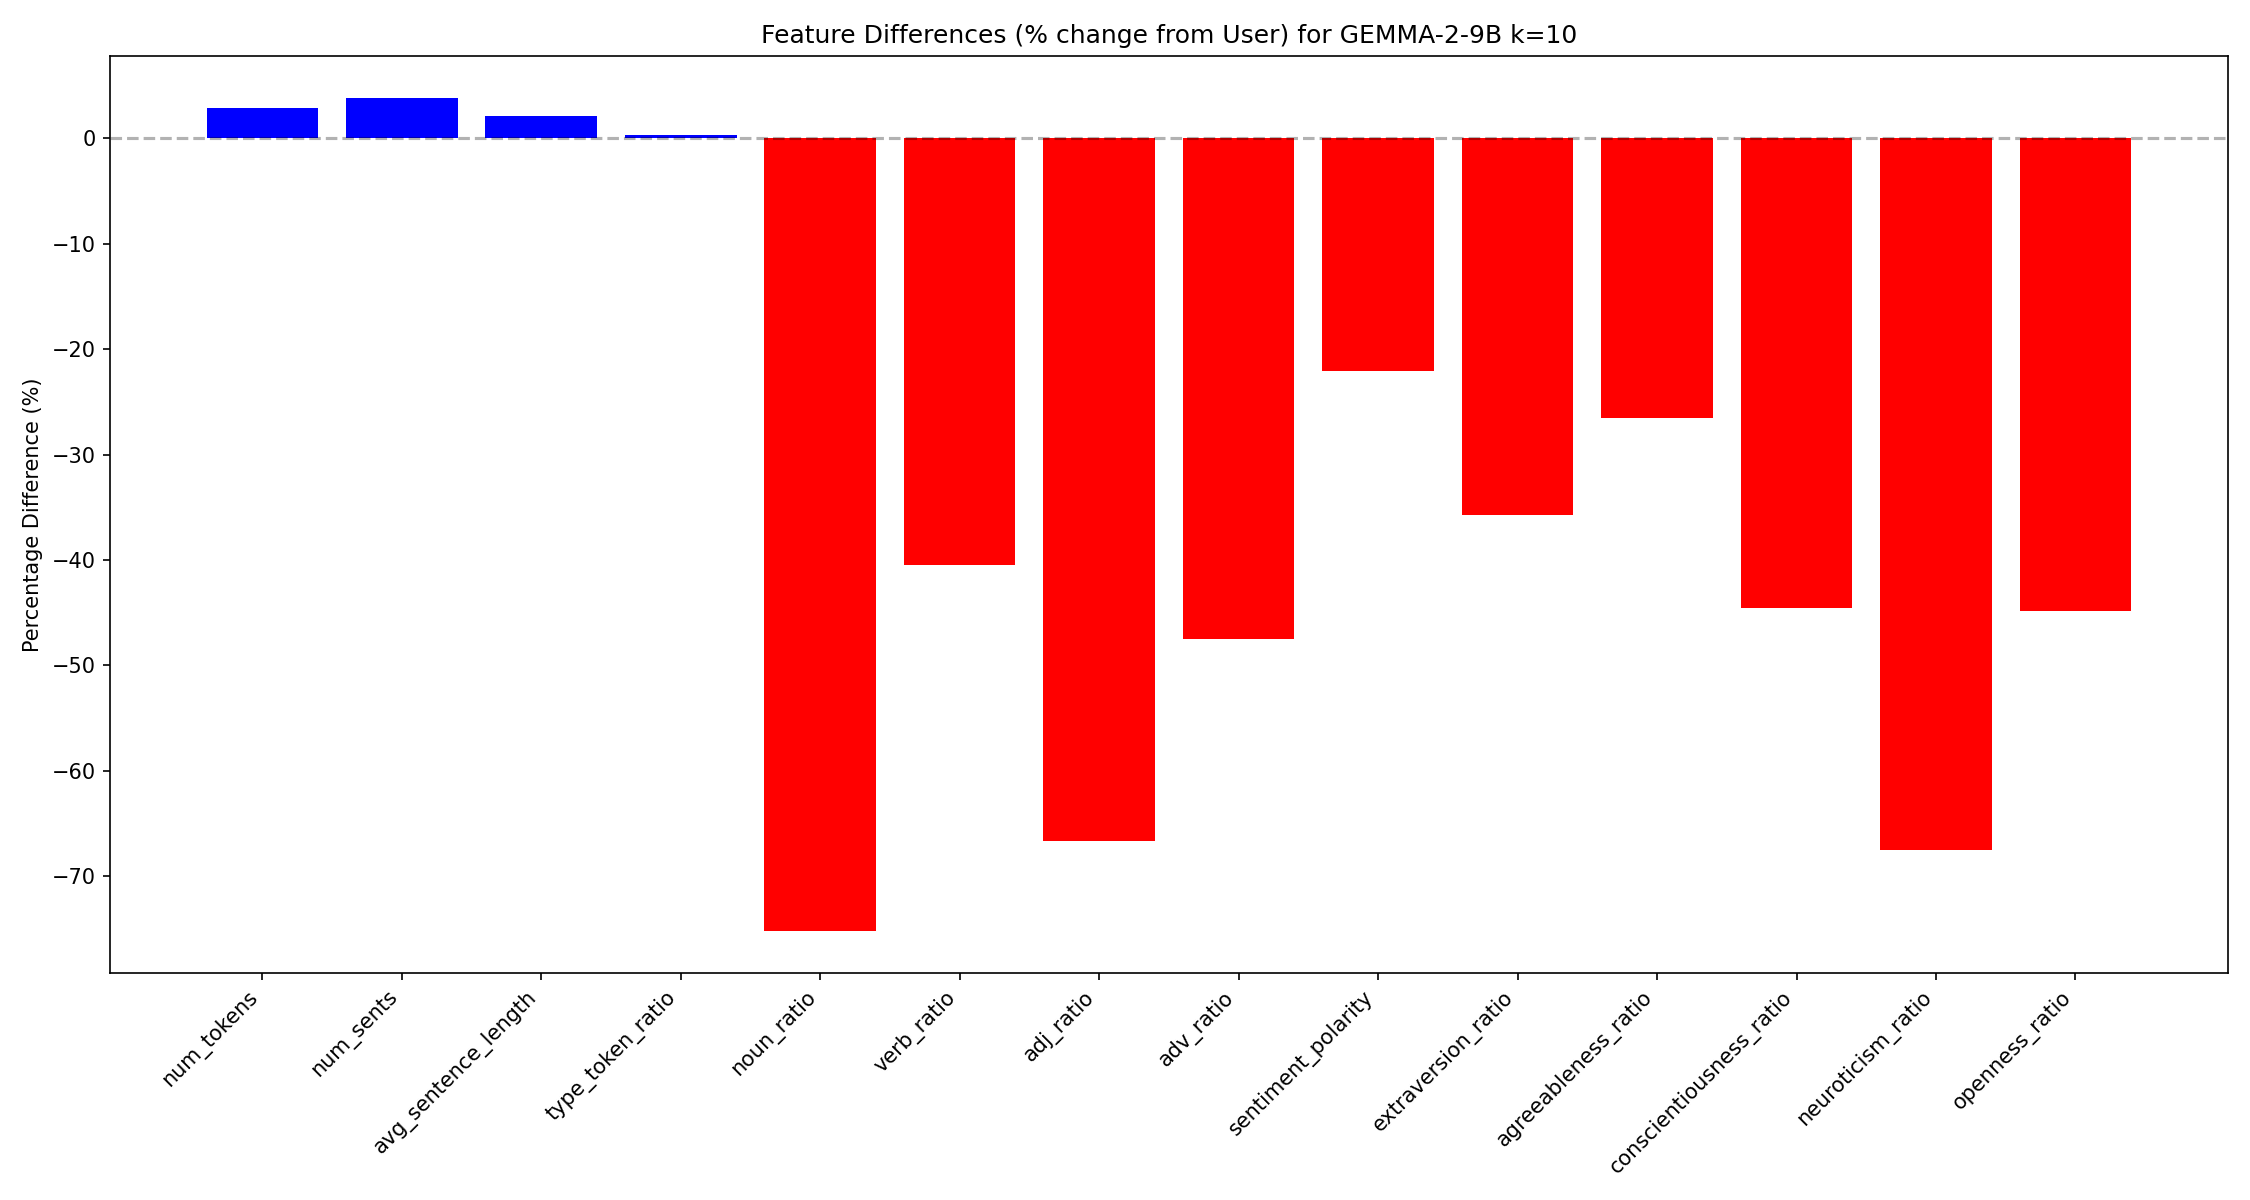 Feature Differences (% change from User) for GEMMA-2-9B k=10
Percentage Difference (%)
0
−10
−20
−30
−40
−50
−60
−70
num_tokens
num_sents
avg_sentence_length
type_token_ratio
noun_ratio
verb_ratio
adj_ratio
adv_ratio
sentiment_polarity
extraversion_ratio
agreeableness_ratio
conscientiousness_ratio
neuroticism_ratio
openness_ratio